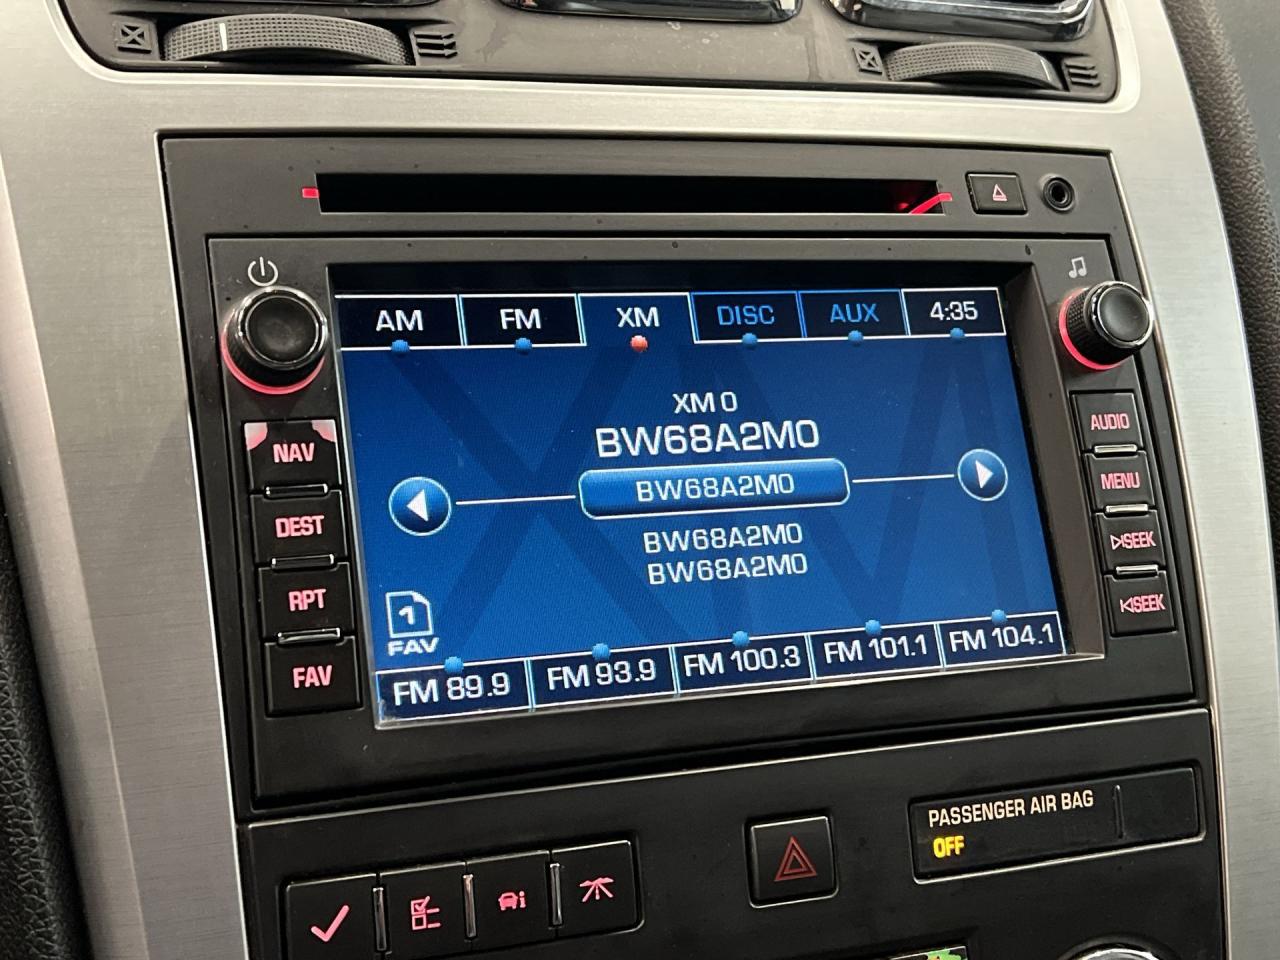 AM FM XM DISC AUX 4:35
XM 0
BW68A2M0
BW68A2M0
BW68A2M0
BW68A2M0
1
FAV
FM 89.9 FM 93.9 FM 100.3 FM 101.1 FM 104.1
NAV
DEST
RPT
FAV
AUDIO
MENU
SEEK
SEEK
PASSENGER AIR BAG
OFF
i